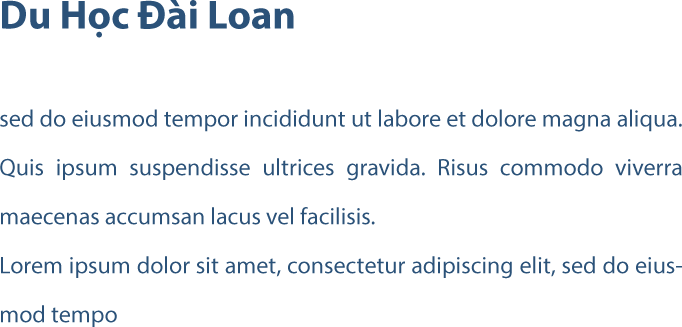 Du Học Đài Loan
sed do eiusmod tempor incididunt ut labore et dolore magna aliqua.
Quis ipsum suspendisse ultrices gravida. Risus commodo viverra
maecenas accumsan lacus vel facilisis.
Lorem ipsum dolor sit amet, consectetur adipiscing elit, sed do eius-
mod tempo